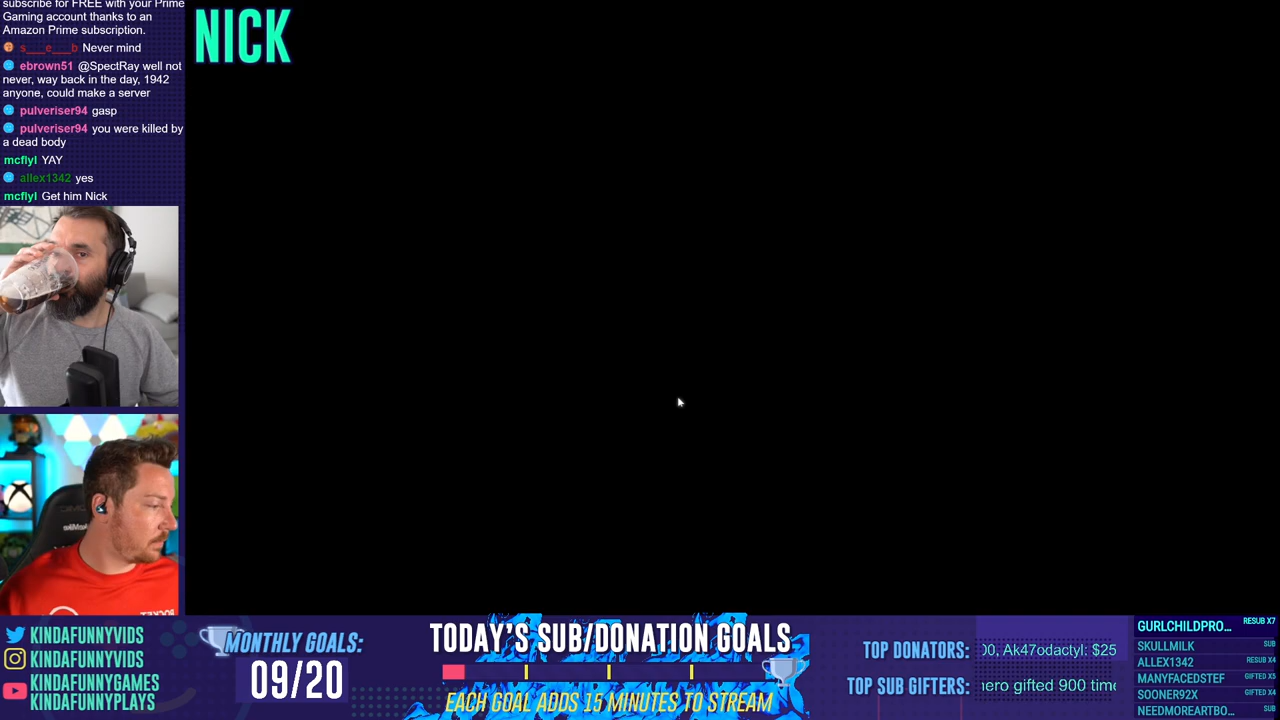 subscribe for FREE with your Prime
Gaming account thanks to an
Amazon Prime subscription.
s___e___b Never mind
ebrown51 @SpectRay well not
never, way back in the day, 1942
anyone, could make a server
pulveriser94 gasp
pulveriser94 you were killed by
a dead body
mcflyl YAY
allex1342 yes
mcflyl Get him Nick
NICK
KINDAFUNNYVIDS
KINDAFUNNYVIDS
KINDAFUNNYGAMES
KINDAFUNNYPLAYS
MONTHLY GOALS:
09/20
TODAY'S SUB/DONATION GOALS
EACH GOAL ADDS 15 MINUTES TO STREAM
TOP DONATORS:
00, Ak47odactyl: $25
TOP SUB GIFTERS:
hero gifted 900 time
GURLCHILDPRO... RESUB X7
SKULLMILK SUB
ALLEX1342 RESUB X4
MANYFACEDSTEF GIFTED X5
SOONER92X GIFTED X4
NEEDMOREARTBO... SUB